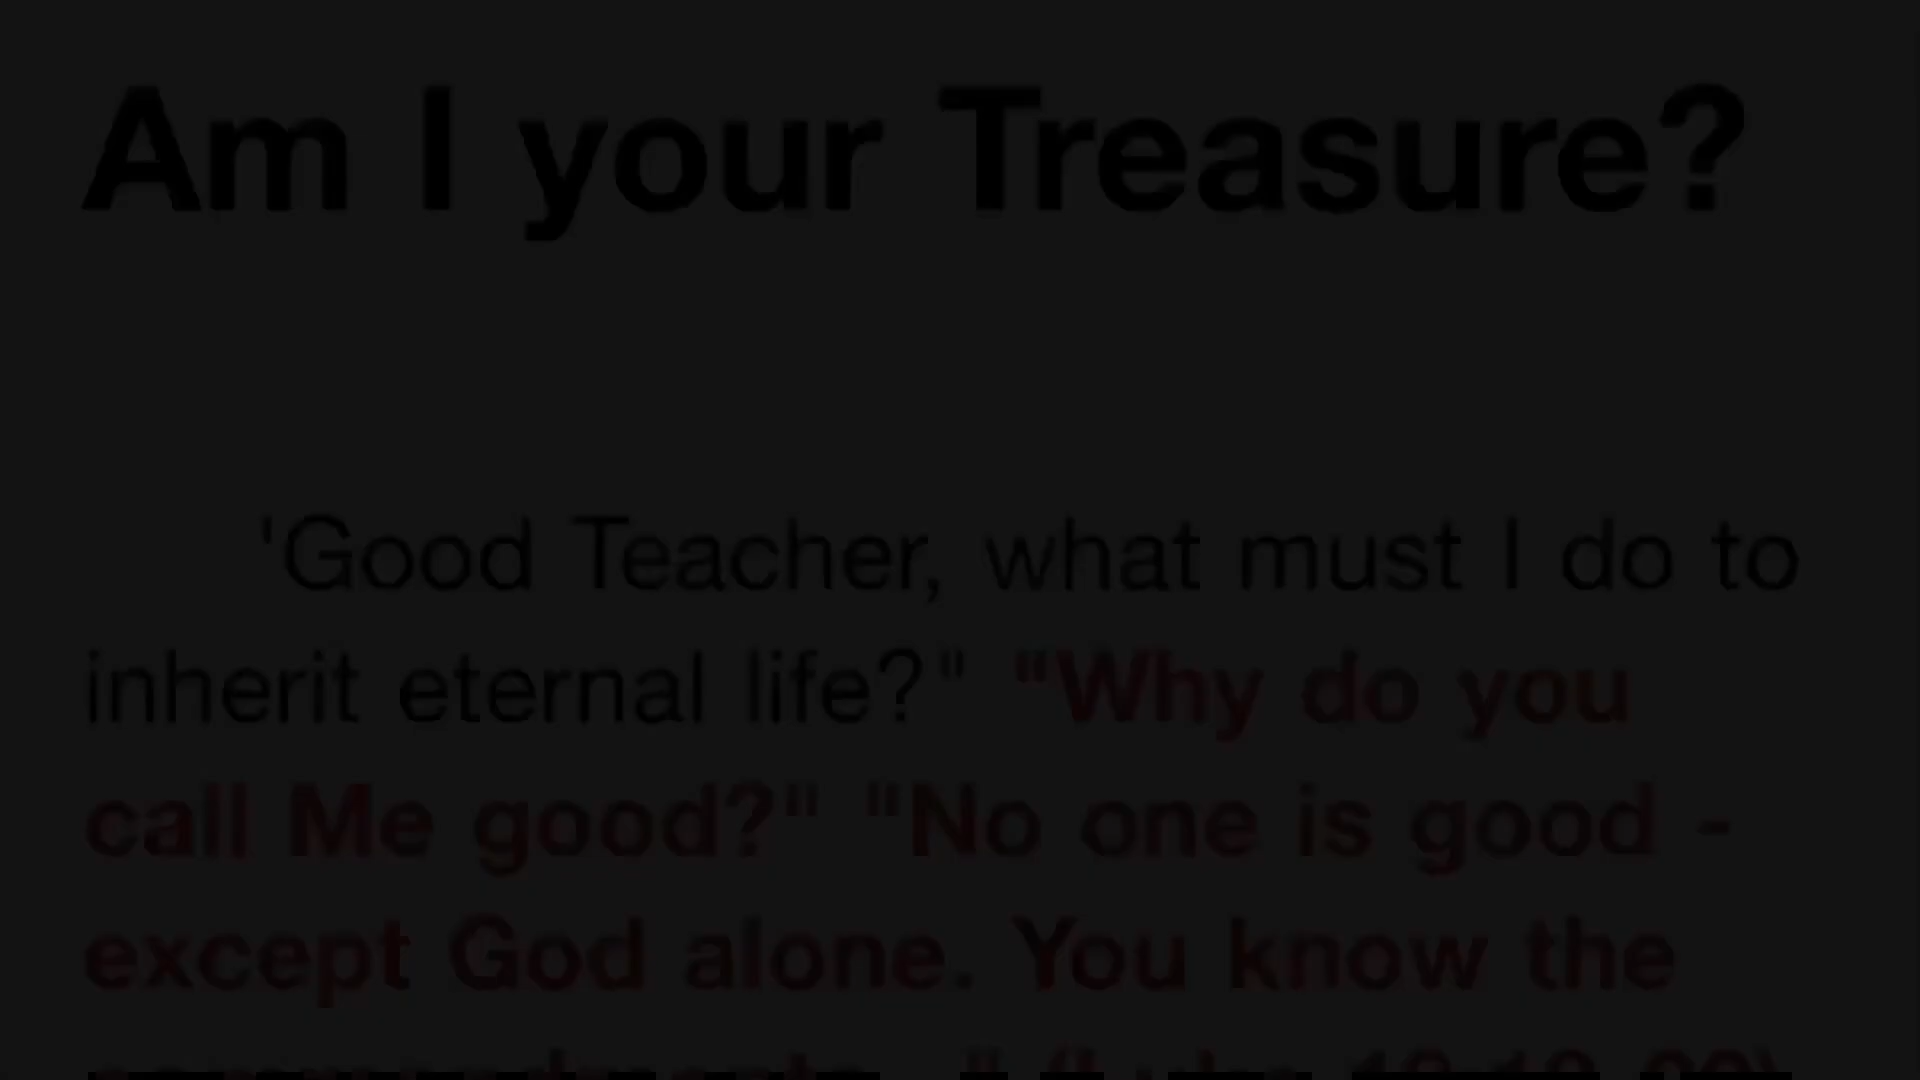 Am I your Treasure?
'Good Teacher, what must I do to
inherit eternal life?" "Why do you
call Me good?" "No one is good -
except God alone. You know the